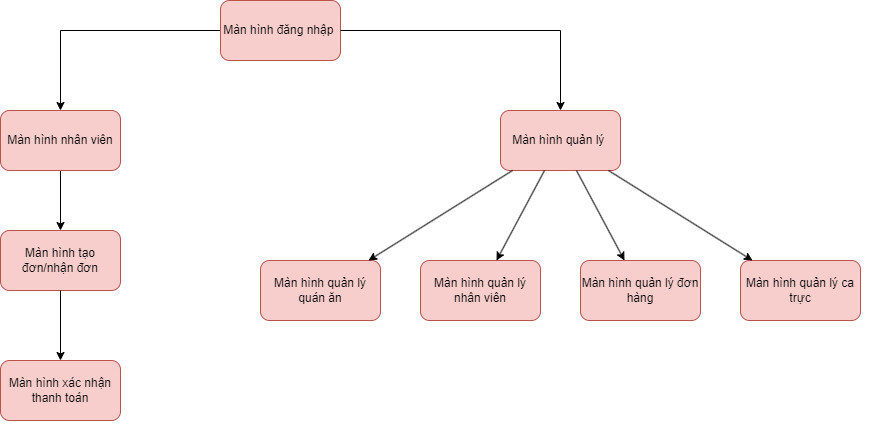 Màn hình đăng nhập
Màn hình nhân viên
Màn hình quản lý
Màn hình tạo
đơn/nhận đơn
Màn hình quản lý
quán ăn
Màn hình quản lý
nhân viên
Màn hình quản lý đơn
hàng
Màn hình quản lý ca
trực
Màn hình xác nhận
thanh toán